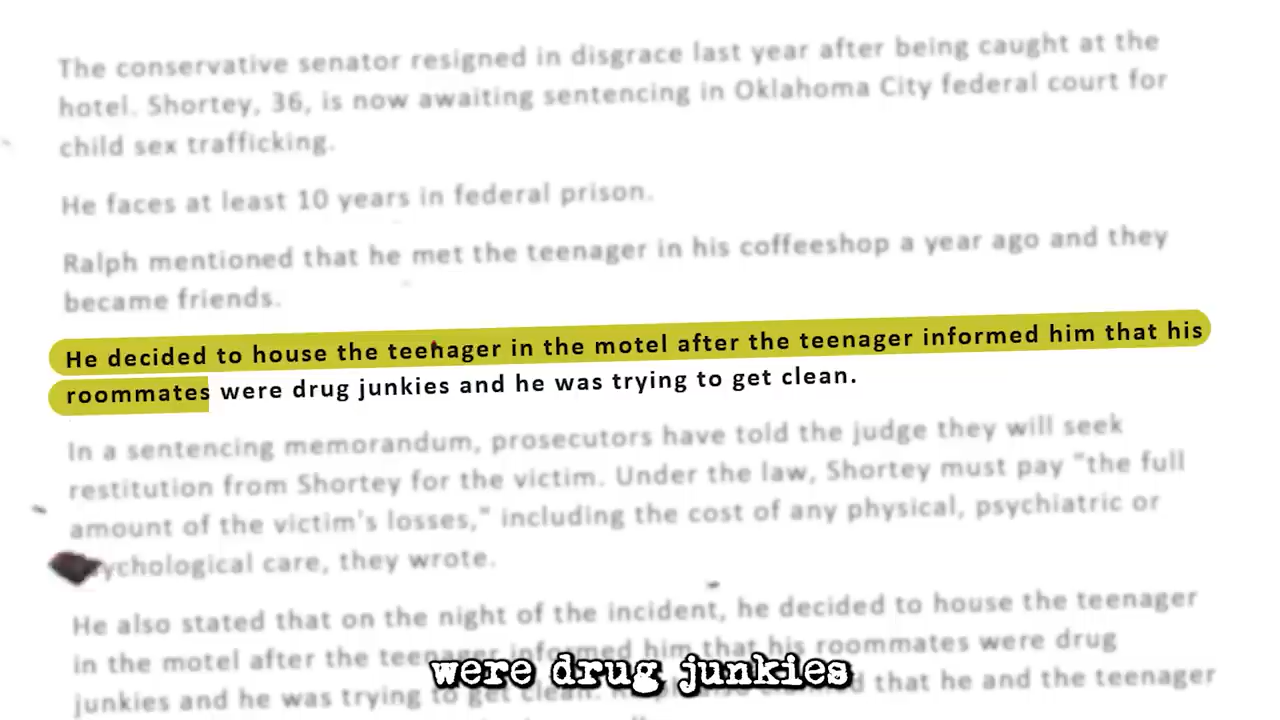 The conservative senator resigned in disgrace last year after being caught at the
hotel. Shortey, 36, is now awaiting sentencing in Oklahoma City federal court for
child sex trafficking.
He faces at least 10 years in federal prison.
Ralph mentioned that he met the teenager in his coffeeshop a year ago and they
became friends.
He decided to house the teenager in the motel after the teenager informed him that his
roommates were drug junkies and he was trying to get clean.
In a sentencing memorandum, prosecutors have told the judge they will seek
restitution from Shortey for the victim. Under the law, Shortey must pay "the full
amount of the victim's losses," including the cost of any physical, psychiatric or
ychological care, they wrote.
He also stated that on the night of the incident, he decided to house the teenager
in the motel after the teenager informed him that his roommates were drug
junkies and he was trying to get clean. that he and the teenager
were drug junkies